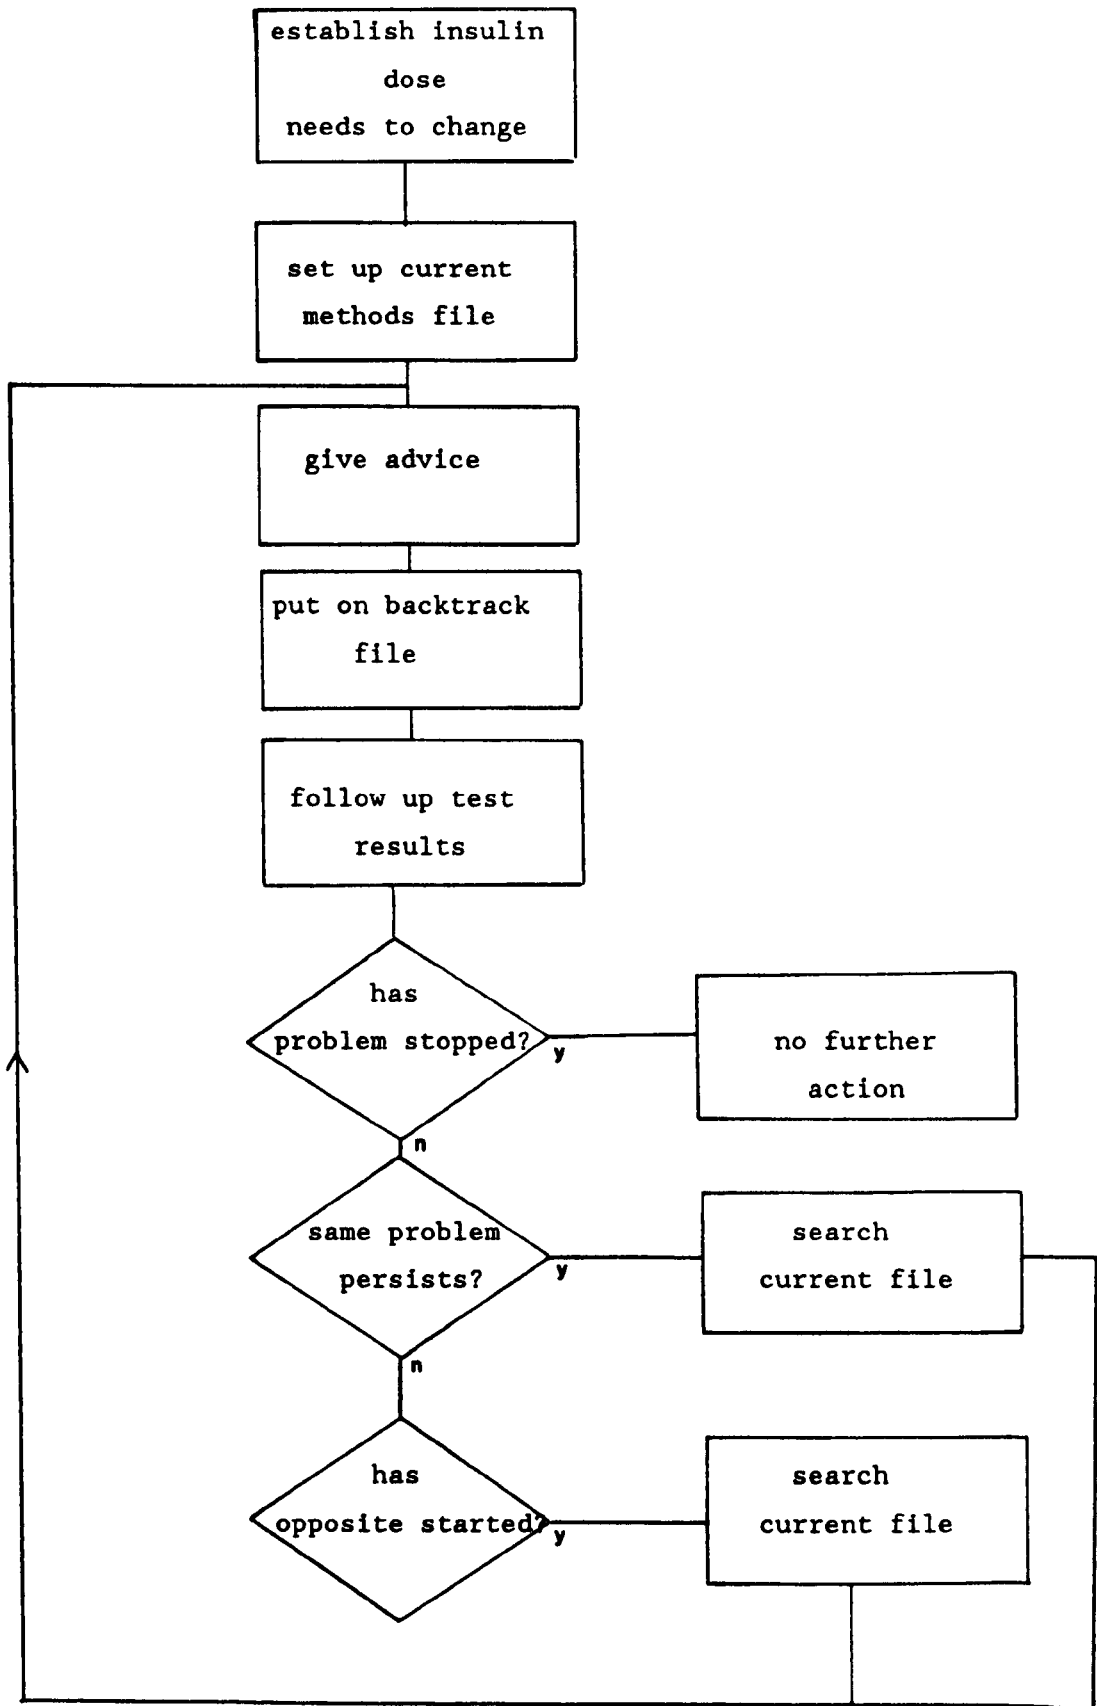 establish insulin
dose
needs to change
set up current
methods file
give advice
put on backtrack
file
follow up test
results
has
problem stopped?
y
no further
action
n
same problem
persists?
y
search
current file
n
has
opposite started?
y
search
current file